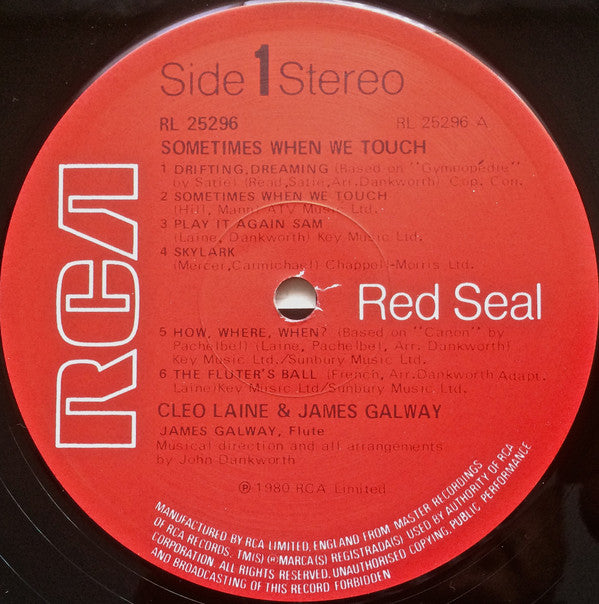 Side 1 Stereo
RL 25296
RL 25296 A
SOMETIMES WHEN WE TOUCH
1 DRIFTING,DREAMING (Based on "Gymnopédre"
by Satie) (Read,Satie,Arr.Dankworth) Cop. Con.
2 SOMETIMES WHEN WE TOUCH
(Hill, Mann) ATV Music Ltd.
3 PLAY IT AGAIN SAM
(Laine, Dankworth) Key Music Ltd.
4 SKYLARK
(Mercer,Carmichael) Chappel-Morris Ltd.
RCA
Red Seal
5 HOW, WHERE, WHEN? (Based on "Canon" by
Pachelbel) (Laine, Pachelbel, Arr. Dankworth)
Key Music Ltd./Sunbury Music Ltd.
6 THE FLUTER'S BALL (French, Arr.Dankworth Adapt.
Laine)Key Music Ltd/Sunbury Music Ltd.
CLEO LAINE & JAMES GALWAY
JAMES GALWAY, Flute
Musical direction and all arrangements
by John Dankworth
℗ 1980 RCA Limited
MANUFACTURED BY RCA LIMITED, ENGLAND FROM MASTER RECORDINGS
OF RCA RECORDS. TM(S) ® MARCA(S) REGISTRADA(S) USED BY AUTHORITY OF RCA
CORPORATION. ALL RIGHTS RESERVED. UNAUTHORISED COPYING, PUBLIC PERFORMANCE
AND BROADCASTING OF THIS RECORD FORBIDDEN